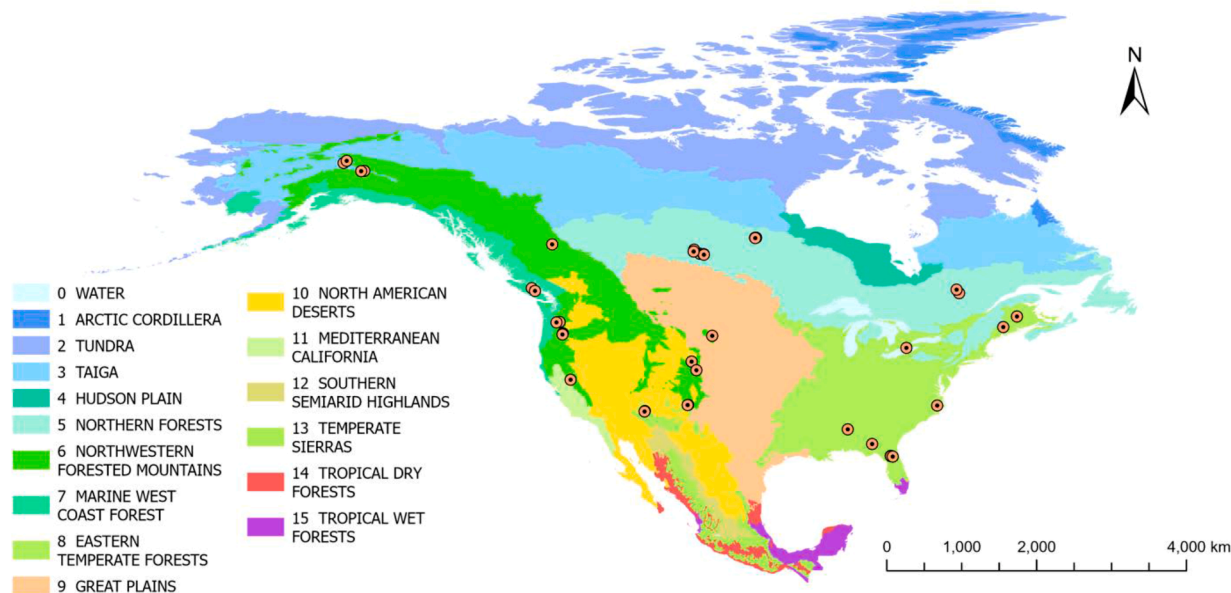 N
0 WATER
1 ARCTIC CORDILLERA
2 TUNDRA
3 TAIGA
4 HUDSON PLAIN
5 NORTHERN FORESTS
6 NORTHWESTERN
FORESTED MOUNTAINS
7 MARINE WEST
COAST FOREST
8 EASTERN
TEMPERATE FORESTS
9 GREAT PLAINS
10 NORTH AMERICAN
DESERTS
11 MEDITERRANEAN
CALIFORNIA
12 SOUTHERN
SEMIARID HIGHLANDS
13 TEMPERATE
SIERRAS
14 TROPICAL DRY
FORESTS
15 TROPICAL WET
FORESTS
0 1,000 2,000 4,000 km